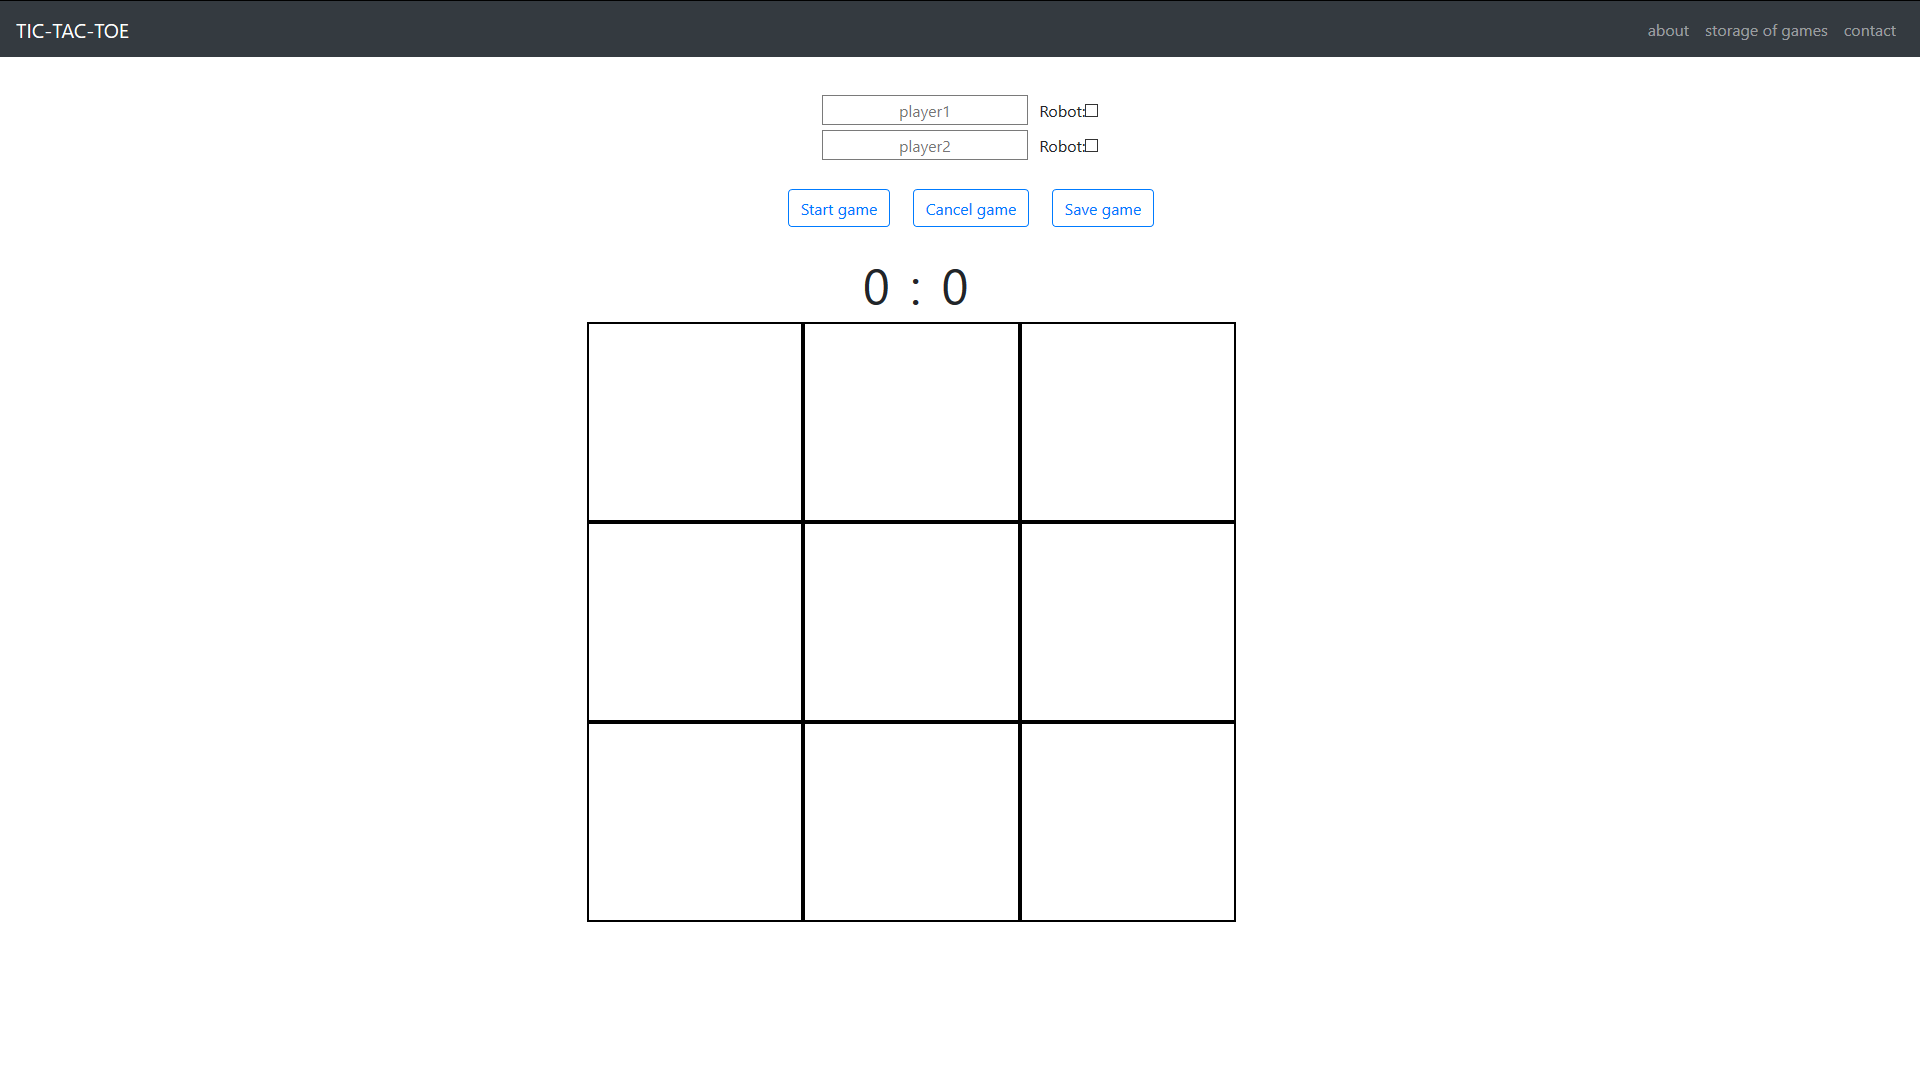 TIC-TAC-TOE about storage of games contact
player1 Robot:
player2 Robot:
Start game Cancel game Save game
0 : 0